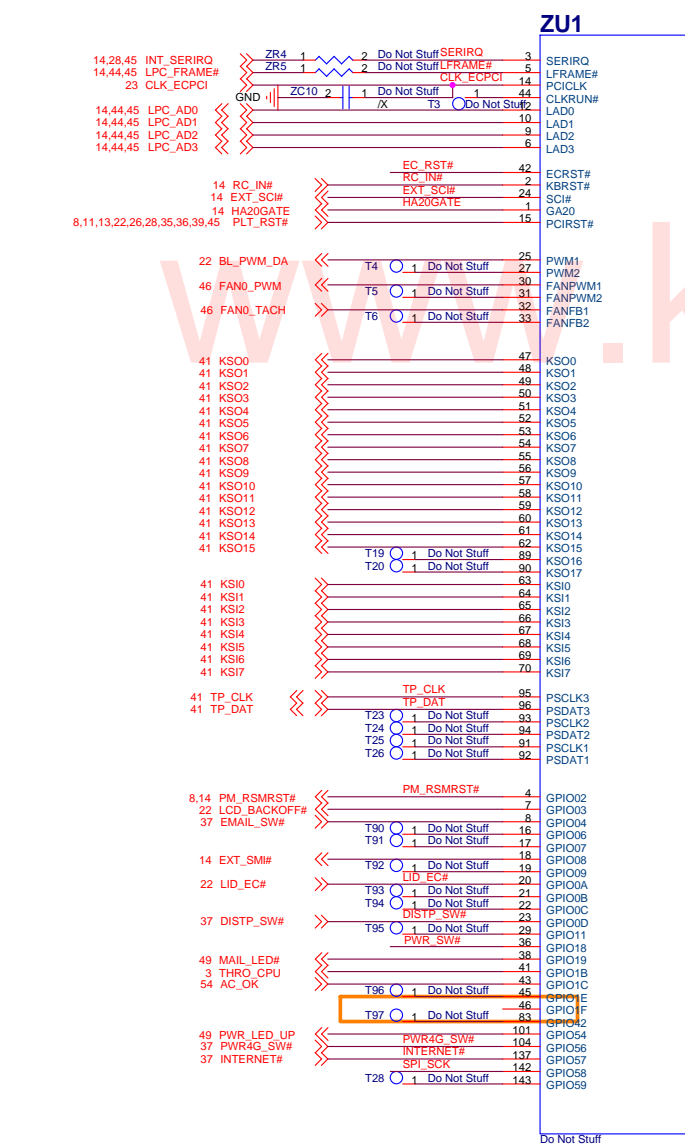 ZU1
14,28,45 INT_SERIRQ ZR4 1 2 Do Not Stuff SERIRQ 3 SERIRQ
14,44,45 LPC_FRAME# ZR5 1 2 Do Not Stuff LFRAME# 5 LFRAME#
23 CLK_ECPCI CLK_ECPCI 14 PCICLK
GND ZC10 2 1 Do Not Stuff 1 44 CLKRUN#
/X T3 Do Not Stuff
14,44,45 LPC_AD0 12 LAD0
14,44,45 LPC_AD1 10 LAD1
14,44,45 LPC_AD2 9 LAD2
14,44,45 LPC_AD3 6 LAD3
EC_RST# 42 ECRST#
14 RC_IN# RC_IN# 2 KBRST#
14 EXT_SCI# EXT_SCI# 24 SCI#
14 HA20GATE HA20GATE 1 GA20
8,11,13,22,26,28,35,36,39,45 PLT_RST# 15 PCIRST#
22 BL_PWM_DA 25 PWM1
T4 1 Do Not Stuff 27 PWM2
46 FAN0_PWM 30 FANPWM1
T5 1 Do Not Stuff 31 FANPWM2
46 FAN0_TACH 32 FANFB1
T6 1 Do Not Stuff 33 FANFB2
www.k
41 KSO0 47 KSO0
41 KSO1 48 KSO1
41 KSO2 49 KSO2
41 KSO3 50 KSO3
41 KSO4 51 KSO4
41 KSO5 52 KSO5
41 KSO6 53 KSO6
41 KSO7 54 KSO7
41 KSO8 55 KSO8
41 KSO9 56 KSO9
41 KSO10 57 KSO10
41 KSO11 58 KSO11
41 KSO12 59 KSO12
41 KSO13 60 KSO13
41 KSO14 61 KSO14
41 KSO15 62 KSO15
T19 1 Do Not Stuff 89 KSO16
T20 1 Do Not Stuff 90 KSO17
41 KSI0 63 KSI0
41 KSI1 64 KSI1
41 KSI2 65 KSI2
41 KSI3 66 KSI3
41 KSI4 67 KSI4
41 KSI5 68 KSI5
41 KSI6 69 KSI6
41 KSI7 70 KSI7
41 TP_CLK TP_CLK 95 PSCLK3
41 TP_DAT TP_DAT 96 PSDAT3
T23 1 Do Not Stuff 93 PSCLK2
T24 1 Do Not Stuff 94 PSDAT2
T25 1 Do Not Stuff 91 PSCLK1
T26 1 Do Not Stuff 92 PSDAT1
8,14 PM_RSMRST# PM_RSMRST# 4 GPIO02
22 LCD_BACKOFF# 7 GPIO03
37 EMAIL_SW# 8 GPIO04
T90 1 Do Not Stuff 16 GPIO06
T91 1 Do Not Stuff 17 GPIO07
14 EXT_SMI# 18 GPIO08
T92 1 Do Not Stuff 19 GPIO09
22 LID_EC# LID_EC# 20 GPIO0A
T93 1 Do Not Stuff 21 GPIO0B
T94 1 Do Not Stuff 22 GPIO0C
37 DISTP_SW# DISTP_SW# 23 GPIO0D
T95 1 Do Not Stuff 29 GPIO11
PWR_SW# 36 GPIO18
49 MAIL_LED# 38 GPIO19
3 THRO_CPU 41 GPIO1B
54 AC_OK 43 GPIO1C
T96 1 Do Not Stuff 45 GPIO1E
46 GPIO1F
T97 1 Do Not Stuff 83 GPIO42
49 PWR_LED_UP 101 GPIO54
37 PWR4G_SW# PWR4G_SW# 104 GPIO56
37 INTERNET# INTERNET# 137 GPIO57
SPI_SCK 142 GPIO58
T28 1 Do Not Stuff 143 GPIO59
Do Not Stuff